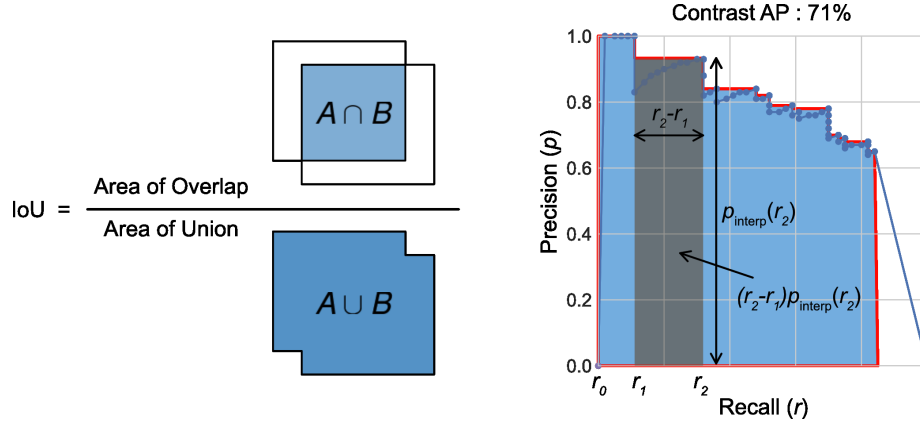 A ∩ B
IoU =
Area of Overlap
Area of Union
A ∪ B
Contrast AP : 71%
Precision (p)
1.0
0.8
0.6
0.4
0.2
0.0
r2-r1
pinterp(r2)
(r2-r1)pinterp(r2)
r0 r1 r2
Recall (r)